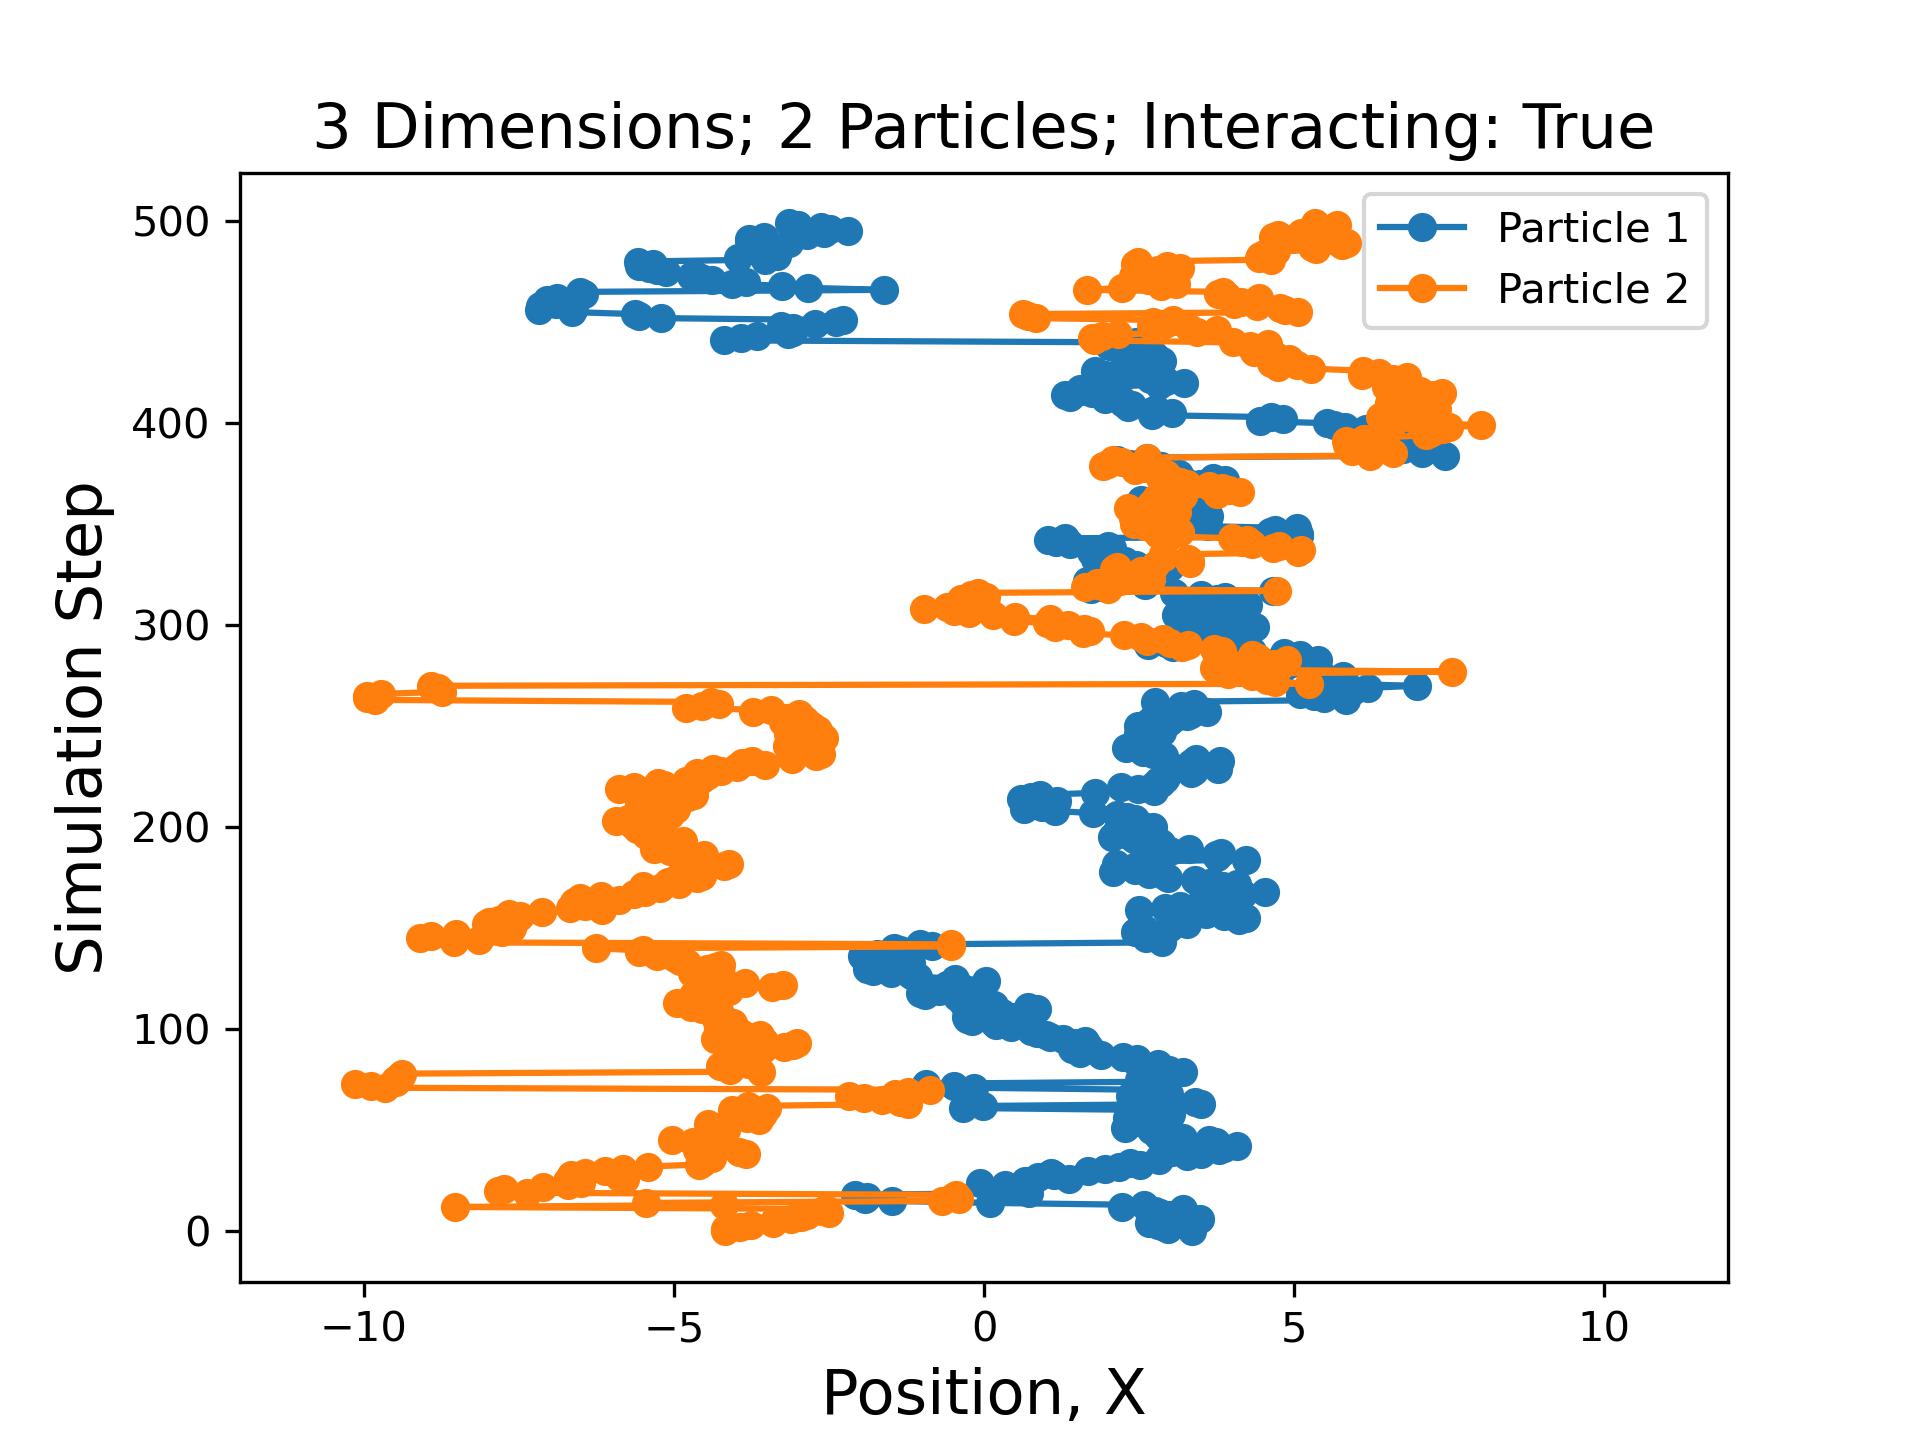 3 Dimensions; 2 Particles; Interacting: True
Particle 1
Particle 2
Simulation Step
500
400
300
200
100
0
−10
−5
0
5
10
Position, X